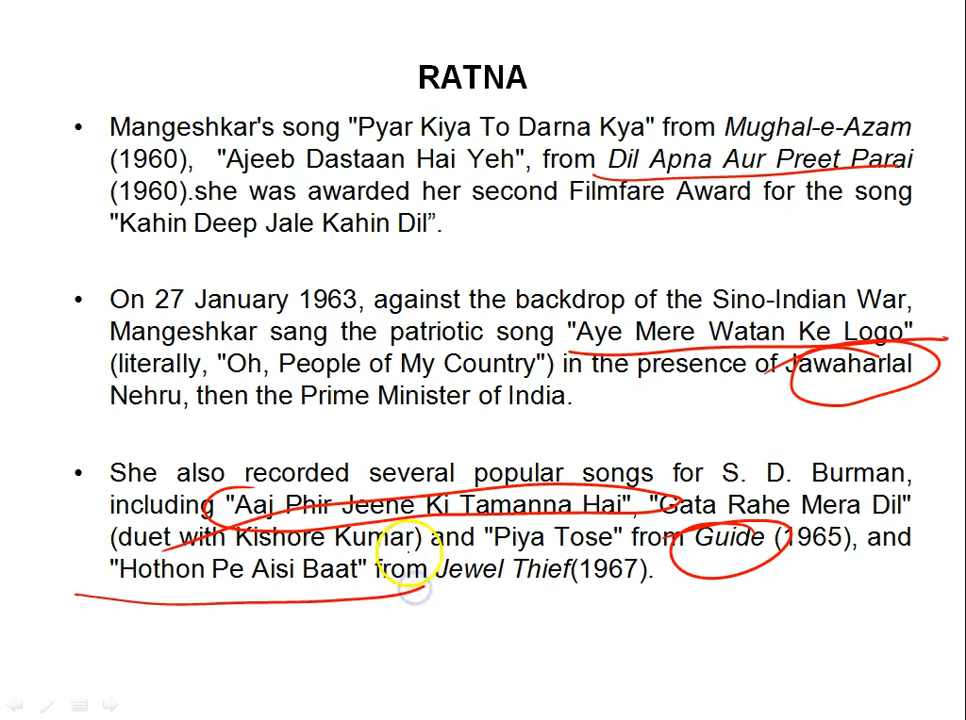 RATNA
• Mangeshkar's song "Pyar Kiya To Darna Kya" from Mughal-e-Azam
(1960), "Ajeeb Dastaan Hai Yeh", from Dil Apna Aur Preet Parai
(1960).she was awarded her second Filmfare Award for the song
"Kahin Deep Jale Kahin Dil”.
• On 27 January 1963, against the backdrop of the Sino-Indian War,
Mangeshkar sang the patriotic song "Aye Mere Watan Ke Logo"
(literally, "Oh, People of My Country") in the presence of Jawaharlal
Nehru, then the Prime Minister of India.
• She also recorded several popular songs for S. D. Burman,
including "Aaj Phir Jeene Ki Tamanna Hai", "Gata Rahe Mera Dil"
(duet with Kishore Kumar) and "Piya Tose" from Guide (1965), and
"Hothon Pe Aisi Baat" from Jewel Thief(1967).